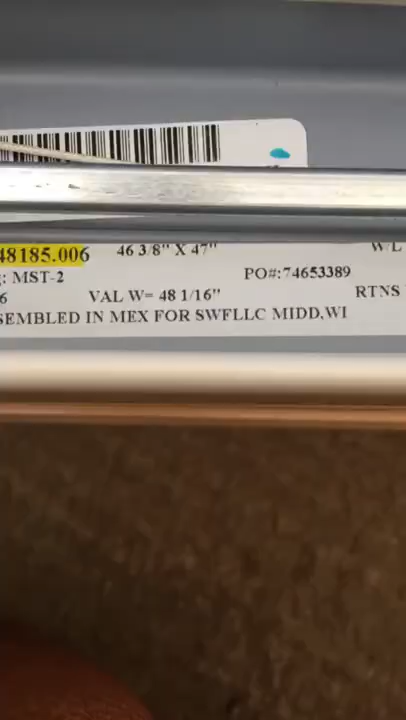 48185.006 46 3/8" X 47" W/L
: MST-2 PO#:74653389
6 VAL W= 48 1/16" RTNS
SEMBLED IN MEX FOR SWFLLC MIDD,WI